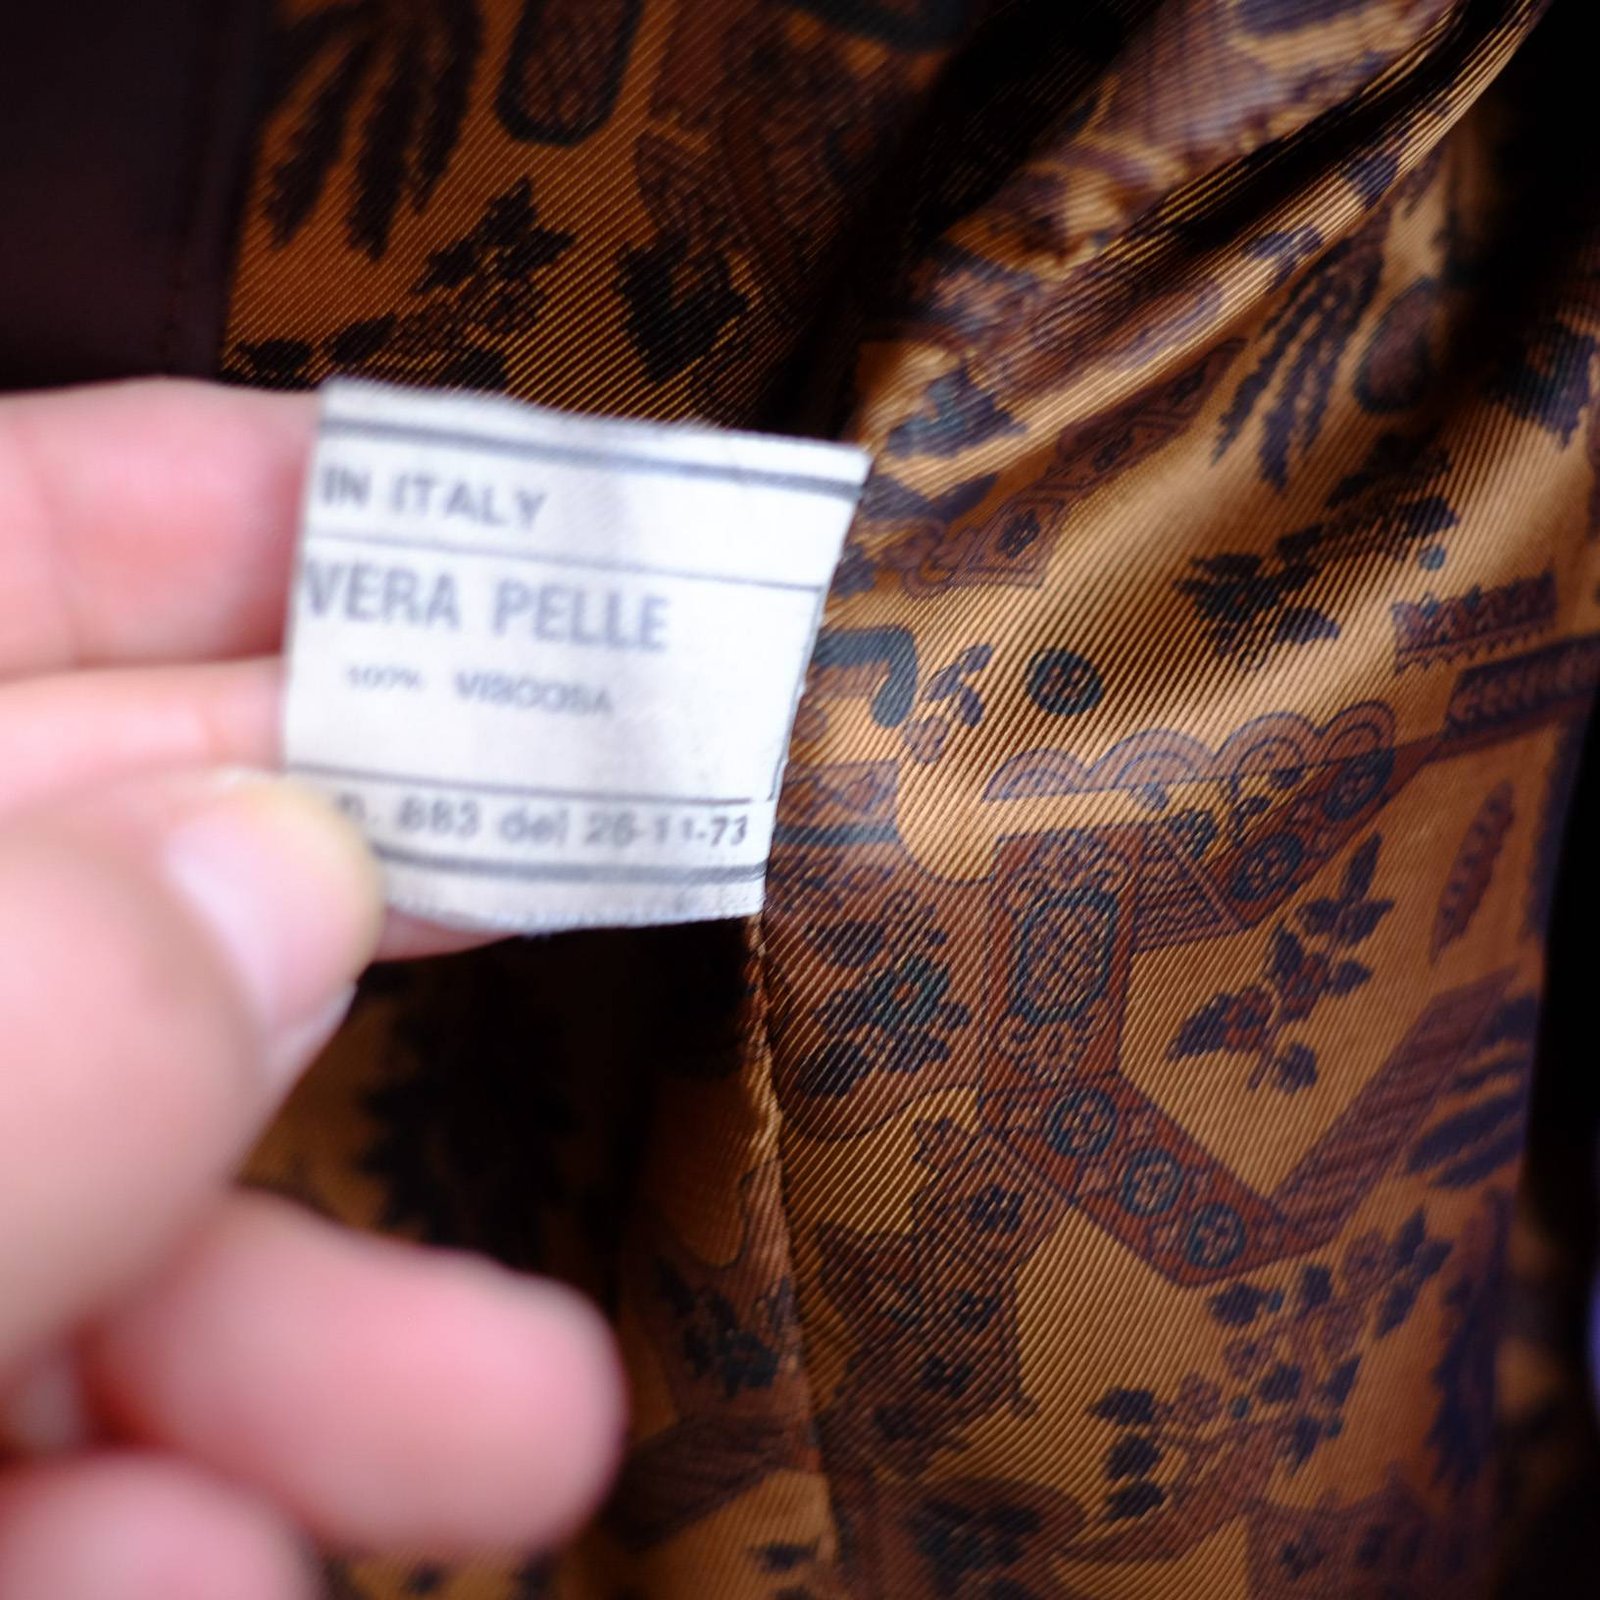 IN ITALY
VERA PELLE
100% VISCOSA
n. 883 del 26-11-73